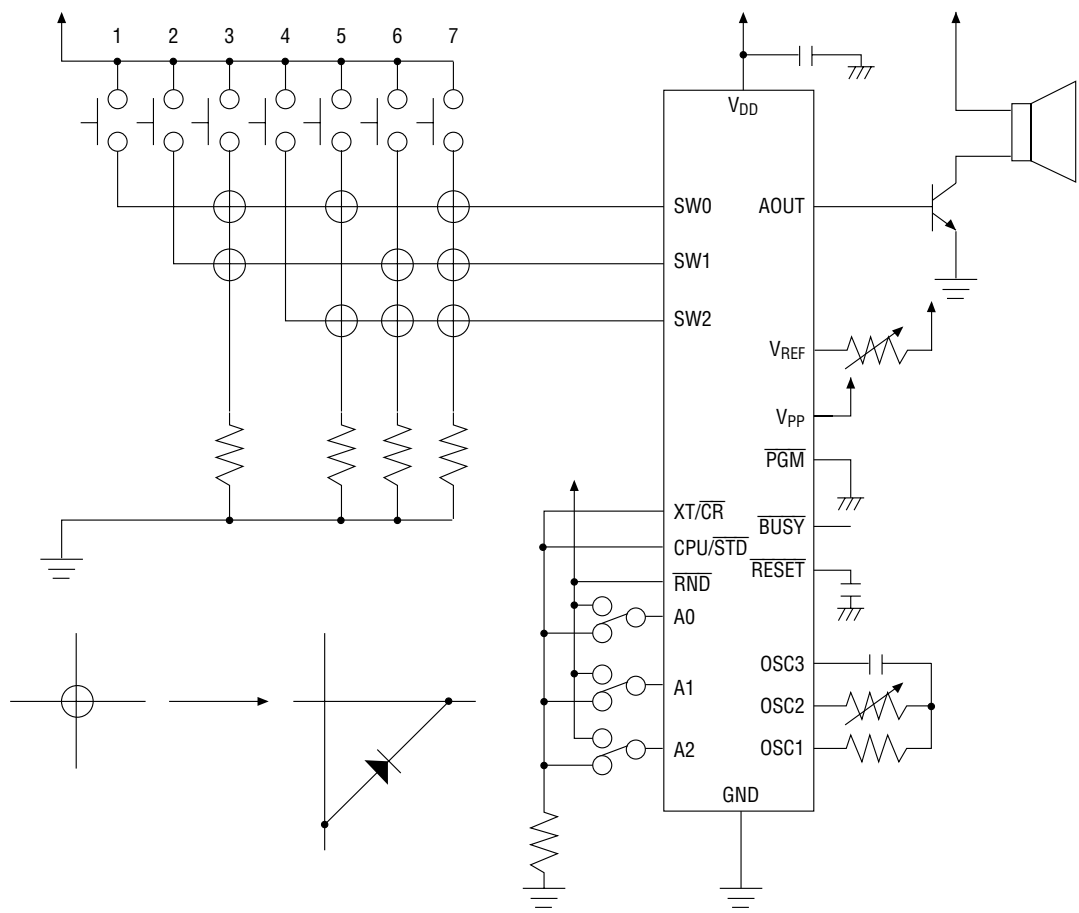 1 2 3 4 5 6 7
VDD
SW0
AOUT
SW1
SW2
VREF
VPP
PGM
XT/CR
BUSY
CPU/STD
RESET
RND
A0
OSC3
A1
OSC2
A2
OSC1
GND